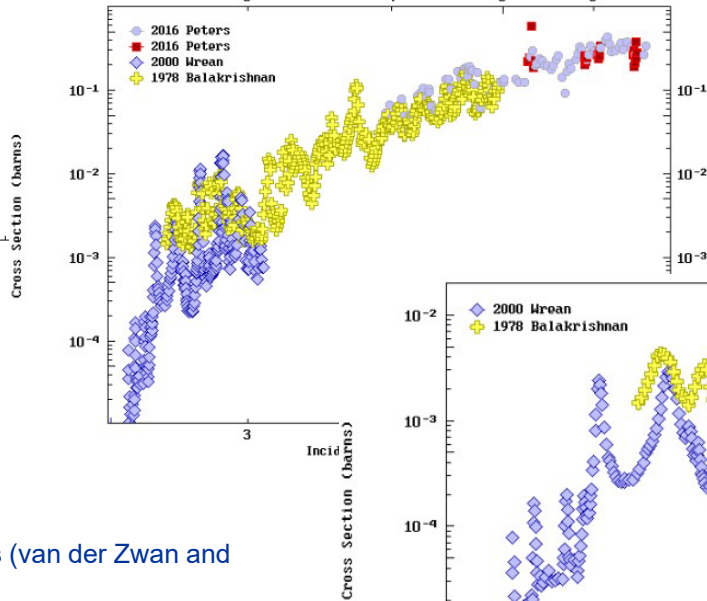 2016 Peters
2016 Peters
2000 Wrean
1978 Balakrishnan
10⁻¹
10⁻²
10⁻³
10⁻⁴
Cross Section (barns)
10⁻¹
10⁻²
10⁻³
3
Incid
2000 Wrean
1978 Balakrishnan
10⁻²
10⁻³
10⁻⁴
Cross Section (barns)
(van der Zwan and